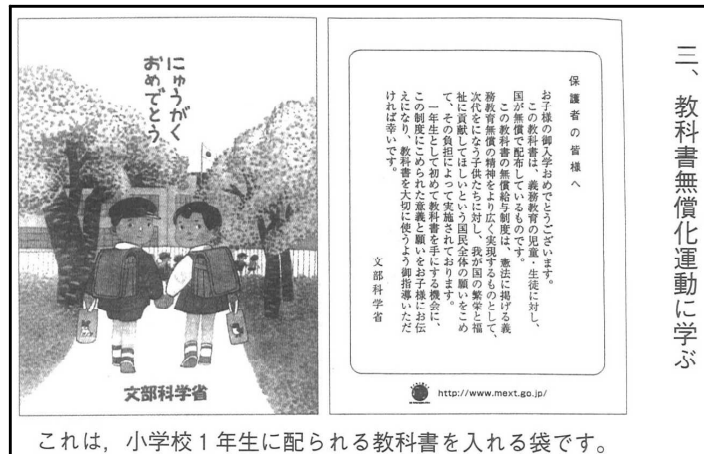 三、教科書無償化運動に学ぶ
にゅうがく
おめでとう
文部科学省
保護者の皆様へ
お子様の御入学おめでとうございます。
この教科書は、義務教育の児童・生徒に対し、
国が無償で配布しているものです。
この教科書の無償給与制度は、憲法に掲げる義
務教育無償の精神をより広く実現するものとして、
次代をになう子供たちに対し、我が国の繁栄と福
祉に貢献してほしいという国民全体の願いをこめ
て、その負担によって実施されております。
一年生として初めて教科書を手にする機会に、
この制度にこめられた意義と願いをお子様にお伝
えになり、教科書を大切に使うよう御指導いただ
ければ幸いです。
文部科学省
http://www.mext.go.jp/
これは，小学校1年生に配られる教科書を入れる袋です。